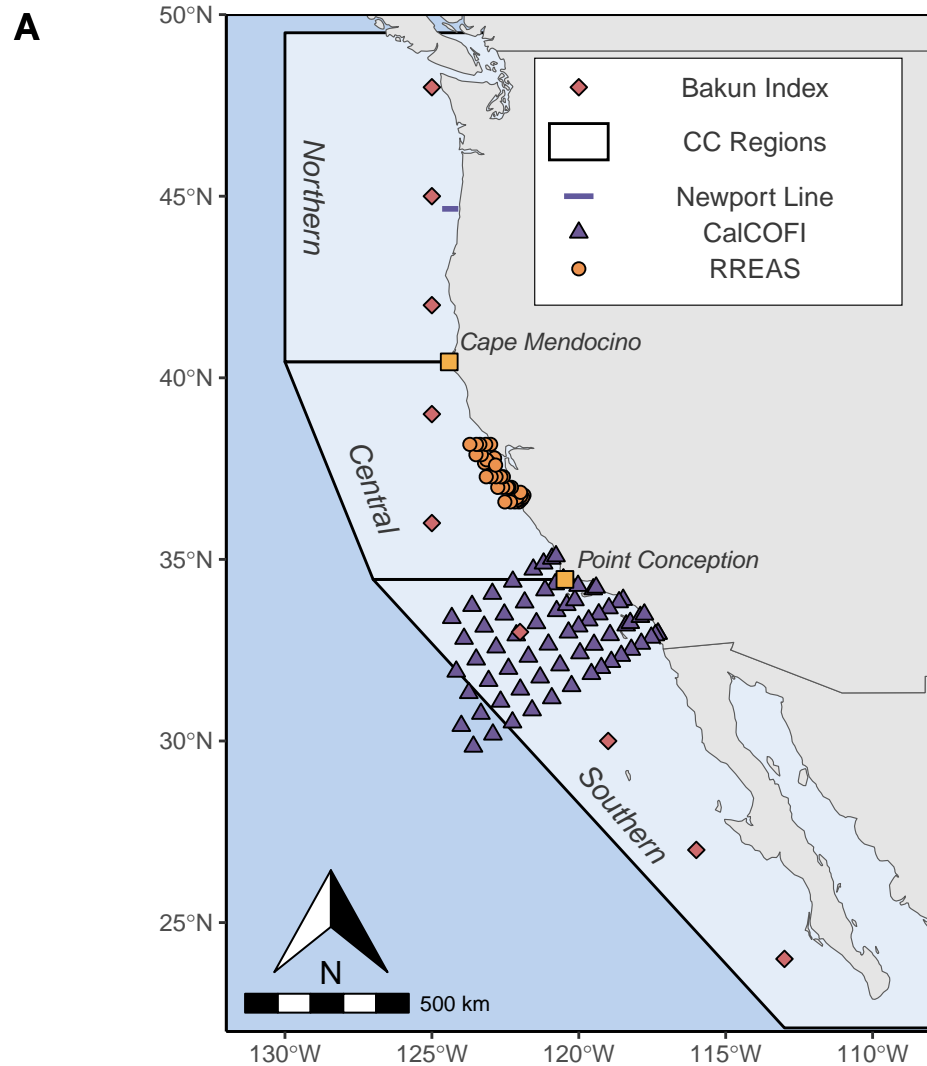 A
50°N
45°N
40°N
35°N
30°N
25°N
Bakun Index
CC Regions
Newport Line
CalCOFI
RREAS
Northern
Cape Mendocino
Central
Point Conception
Southern
N
500 km
130°W
125°W
120°W
115°W
110°W